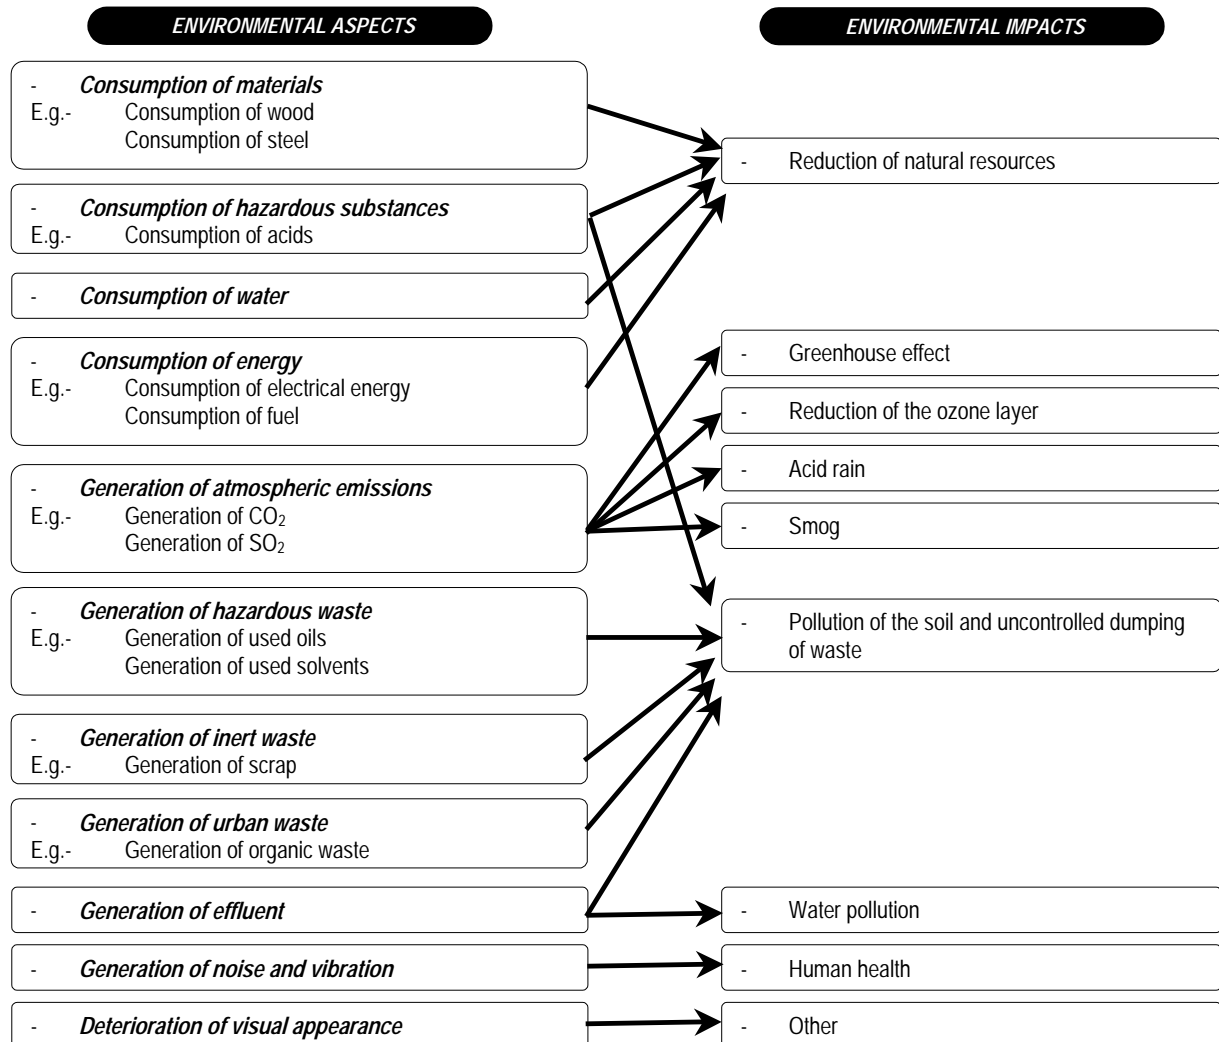 ENVIRONMENTAL ASPECTS
- Consumption of materials
E.g.- Consumption of wood
Consumption of steel
- Consumption of hazardous substances
E.g.- Consumption of acids
- Consumption of water
- Consumption of energy
E.g.- Consumption of electrical energy
Consumption of fuel
- Generation of atmospheric emissions
E.g.- Generation of CO₂
Generation of SO₂
- Generation of hazardous waste
E.g.- Generation of used oils
Generation of used solvents
- Generation of inert waste
E.g.- Generation of scrap
- Generation of urban waste
E.g.- Generation of organic waste
- Generation of effluent
- Generation of noise and vibration
- Deterioration of visual appearance
ENVIRONMENTAL IMPACTS
- Reduction of natural resources
- Greenhouse effect
- Reduction of the ozone layer
- Acid rain
- Smog
- Pollution of the soil and uncontrolled dumping
of waste
- Water pollution
- Human health
- Other